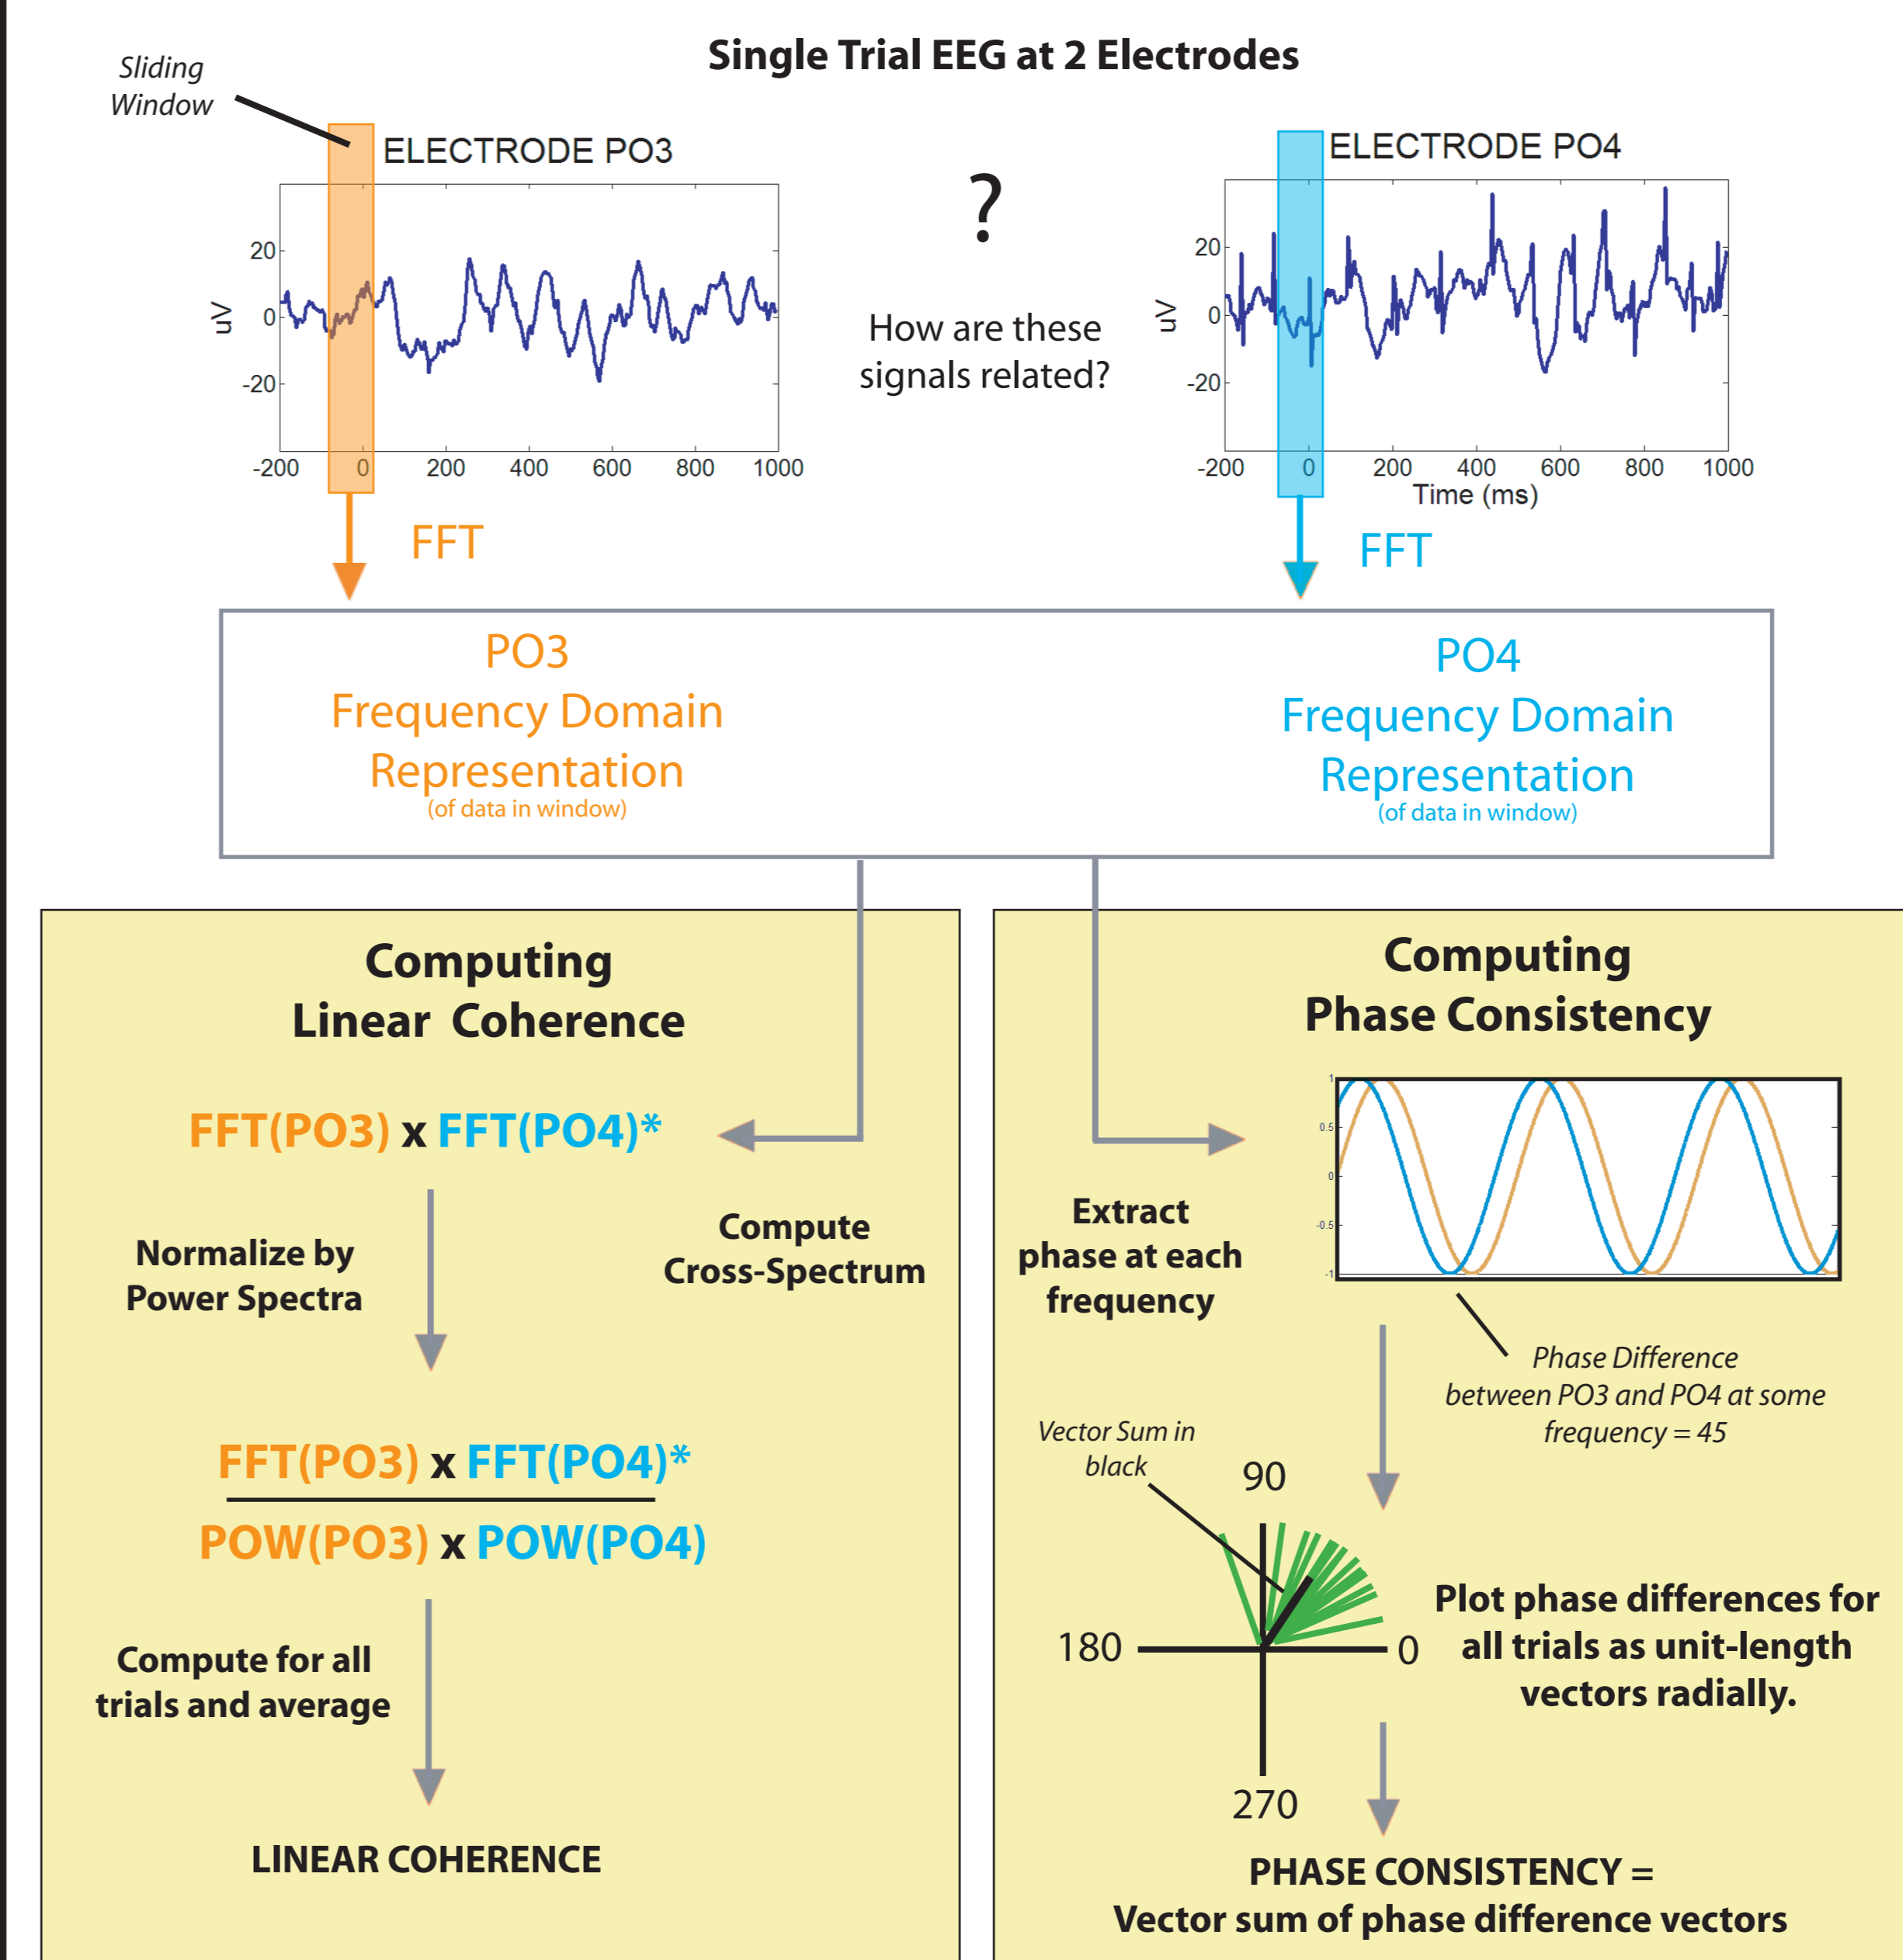 Single Trial EEG at 2 Electrodes
Sliding
Window
ELECTRODE PO3
uV
20
0
-20
-200 0 200 400 600 800 1000
?
How are these
signals related?
ELECTRODE PO4
uV
20
0
-20
-200 0 200 400 600 800 1000
Time (ms)
FFT
FFT
PO3
Frequency Domain
Representation
(of data in window)
PO4
Frequency Domain
Representation
(of data in window)
Computing
Linear Coherence
FFT(PO3) x FFT(PO4)*
Compute
Cross-Spectrum
Normalize by
Power Spectra
FFT(PO3) x FFT(PO4)*
POW(PO3) x POW(PO4)
Compute for all
trials and average
LINEAR COHERENCE
Computing
Phase Consistency
1
0.5
0
-0.5
-1
Extract
phase at each
frequency
Phase Difference
between PO3 and PO4 at some
frequency = 45
Vector Sum in
black
90
180
0
270
Plot phase differences for
all trials as unit-length
vectors radially.
PHASE CONSISTENCY =
Vector sum of phase difference vectors